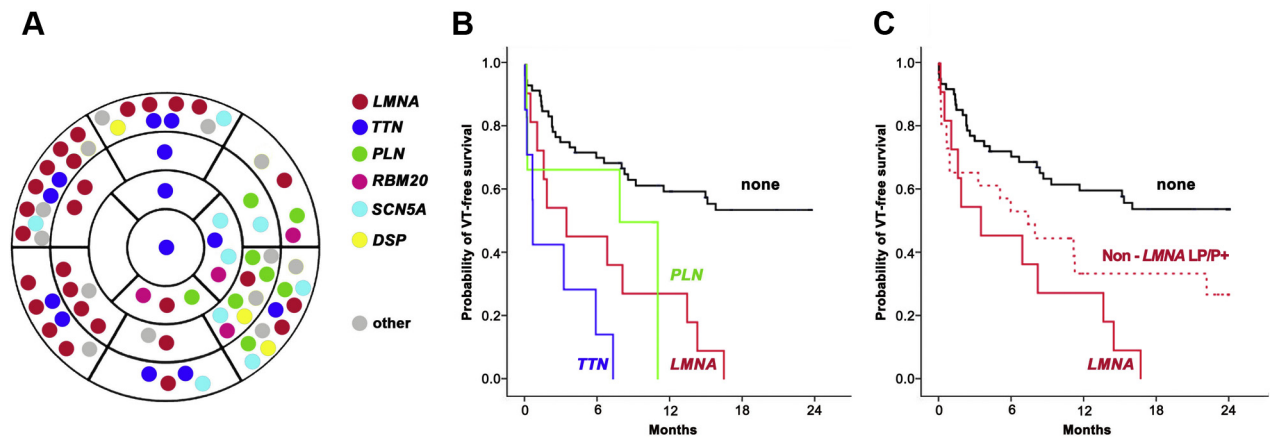 A
LMNA
TTN
PLN
RBM20
SCN5A
DSP
other
B
Probability of VT-free survival
1.0
0.8
0.6
0.4
0.2
0.0
none
PLN
TTN
LMNA
0 6 12 18 24
Months
C
Probability of VT-free survival
1.0
0.8
0.6
0.4
0.2
0.0
none
Non - LMNA LP/P+
LMNA
0 6 12 18 24
Months